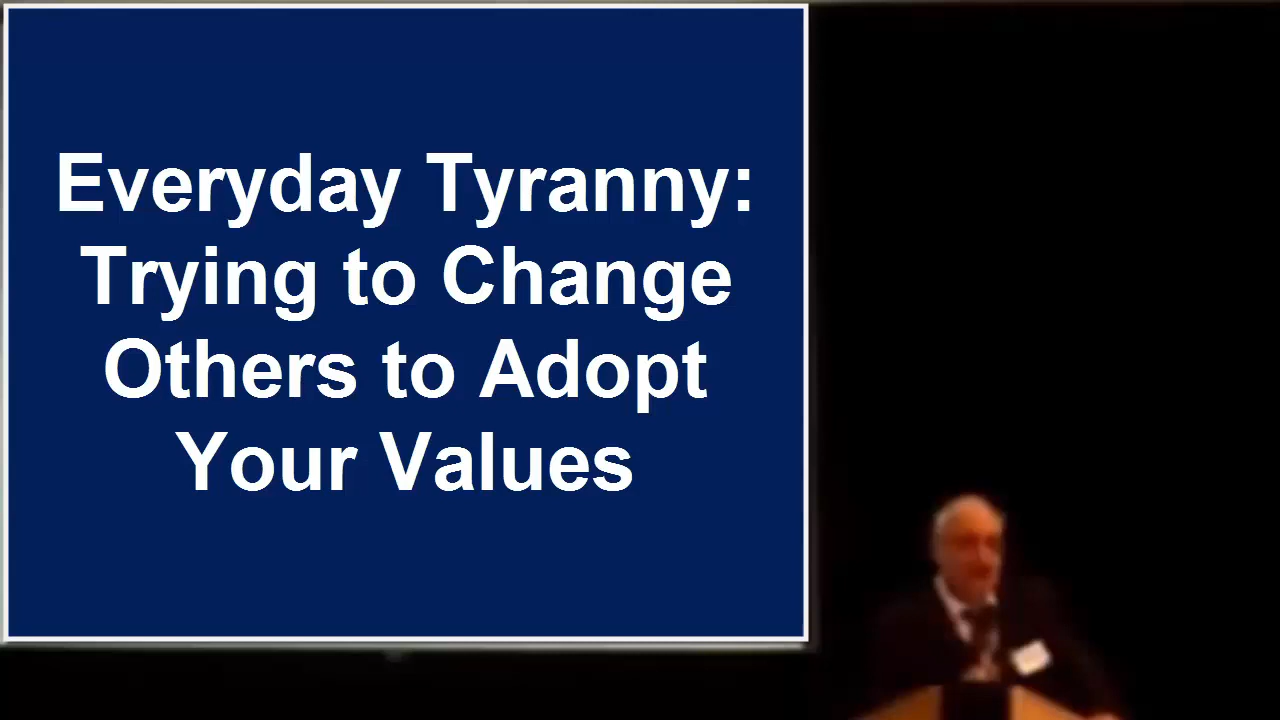 Everyday Tyranny:
Trying to Change
Others to Adopt
Your Values